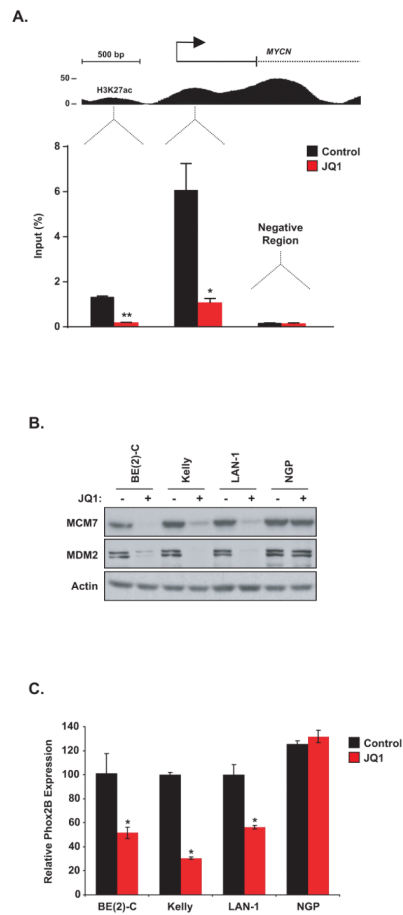 A.
500 bp
MYCN
50
0
H3K27ac
Control
JQ1
Input (%)
8
6
4
2
0
Negative
Region
**
*
B.
BE(2)-C
Kelly
LAN-1
NGP
JQ1: - + - + - + - +
MCM7
MDM2
Actin
C.
Control
JQ1
Relative Phox2B Expression
140
120
100
80
60
40
20
0
*
*
*
BE(2)-C Kelly LAN-1 NGP